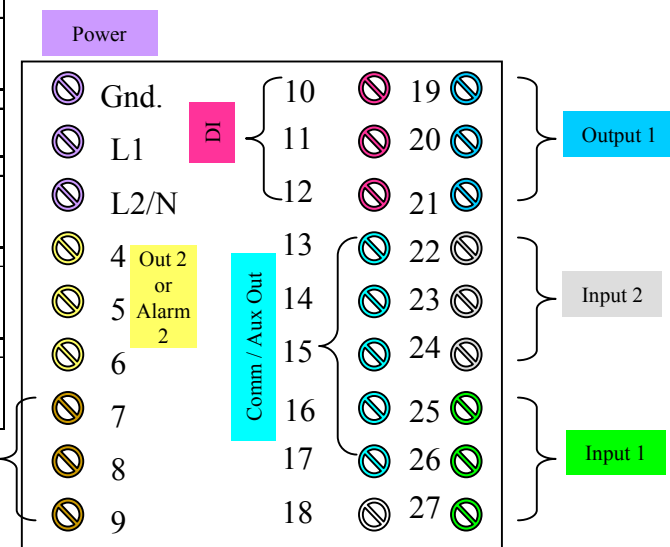 Power
Gnd.
L1
L2/N
4
5
6
7
8
9
Out 2
or
Alarm
2
DI
10
11
12
13
14
15
16
17
18
Comm / Aux Out
19
20
21
22
23
24
25
26
27
Output 1
Input 2
Input 1